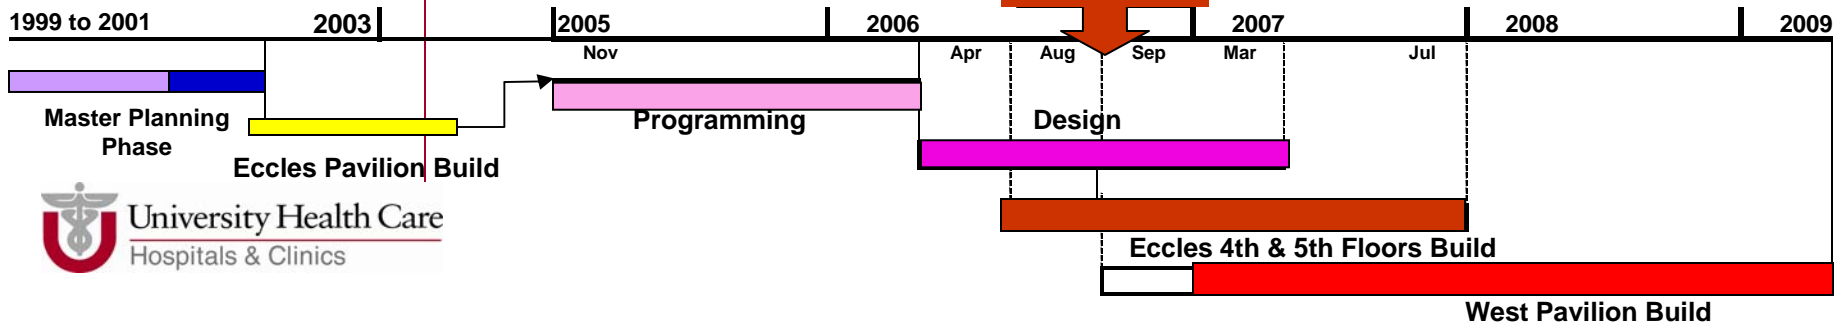 1999 to 2001 2003 2005 2006 2007 2008 2009
Nov Apr Aug Sep Mar Jul
Master Planning
Phase
Eccles Pavilion Build
Programming
Design
University Health Care
Hospitals & Clinics
Eccles 4th & 5th Floors Build
West Pavilion Build